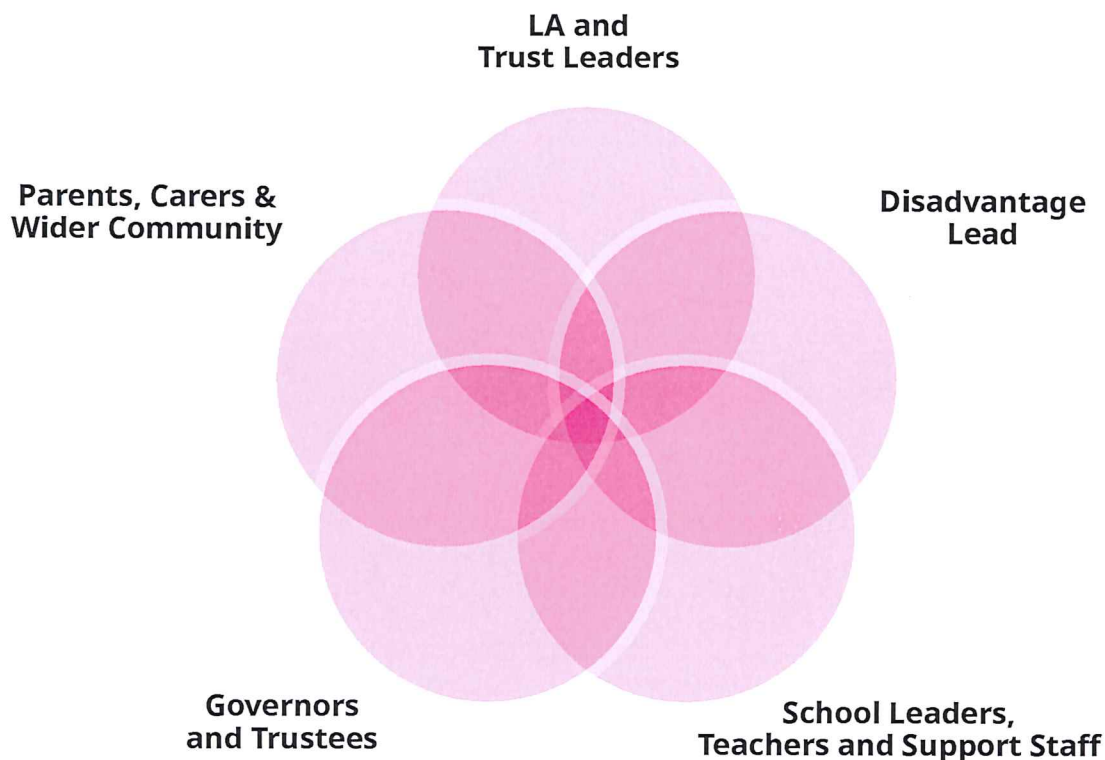 LA and
Trust Leaders
Parents, Carers &
Wider Community
Disadvantage
Lead
Governors
and Trustees
School Leaders,
Teachers and Support Staff